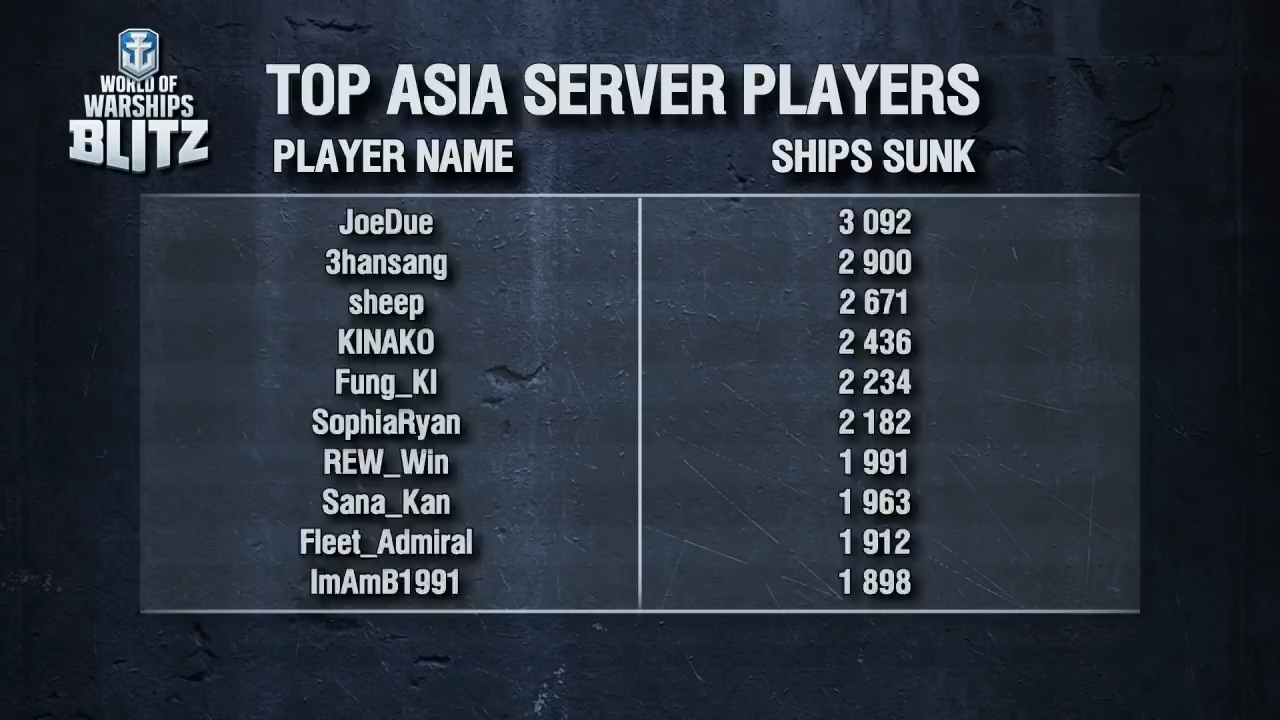 WORLD OF
WARSHIPS
BLITZ
TOP ASIA SERVER PLAYERS
PLAYER NAME SHIPS SUNK
JoeDue 3 092
3hansang 2 900
sheep 2 671
KINAKO 2 436
Fung_KI 2 234
SophiaRyan 2 182
REW_Win 1 991
Sana_Kan 1 963
Fleet_Admiral 1 912
ImAmB1991 1 898